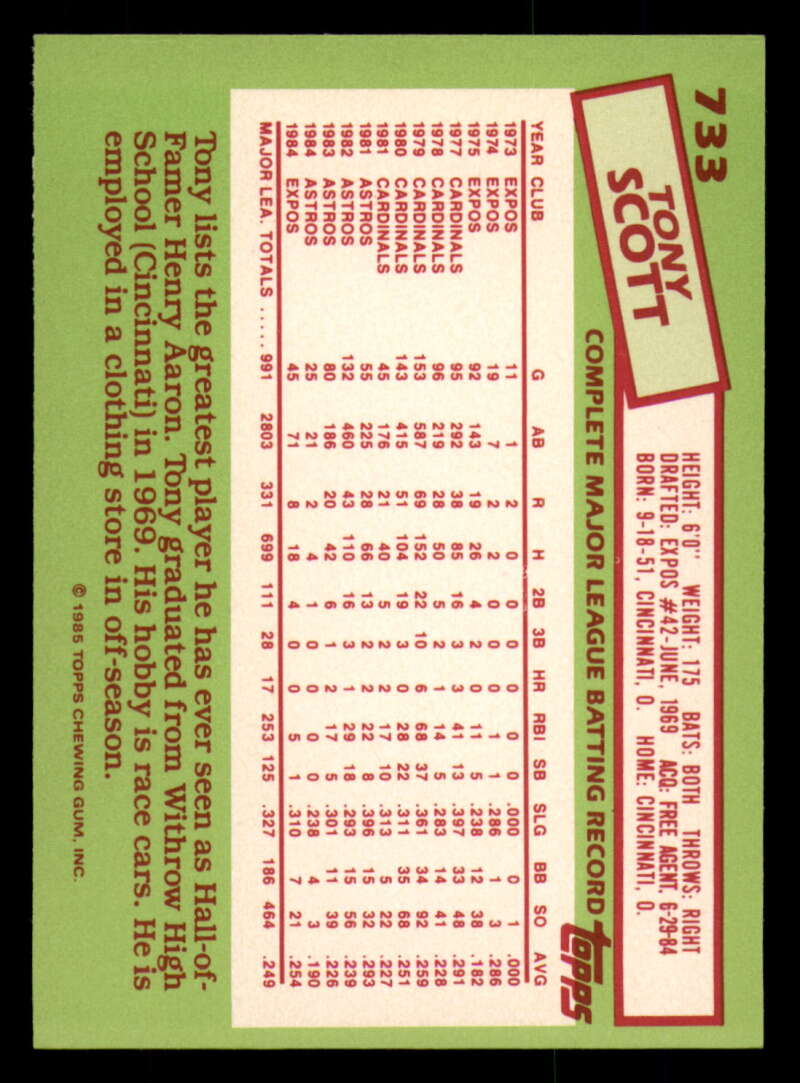 733
TONY
SCOTT
HEIGHT: 6'0" WEIGHT: 175 BATS: BOTH THROWS: RIGHT
DRAFTED: EXPOS #42-JUNE, 1969 ACQ: FREE AGENT, 6-29-84
BORN: 9-18-51, CINCINNATI, O. HOME: CINCINNATI, O.
COMPLETE MAJOR LEAGUE BATTING RECORD topps
YEAR CLUB G AB R H 2B 3B HR RBI SB SLG BB SO AVG
1973 EXPOS 11 1 2 0 0 0 0 0 0 .000 0 1 .000
1974 EXPOS 19 7 2 2 0 0 0 1 1 .286 1 3 .286
1975 EXPOS 92 143 19 26 4 2 0 11 5 .238 12 38 .182
1977 CARDINALS 95 292 38 85 16 3 3 41 13 .397 33 48 .291
1978 CARDINALS 96 219 28 50 5 2 1 14 5 .283 14 41 .228
1979 CARDINALS 153 587 69 152 22 10 6 68 37 .361 34 92 .259
1980 CARDINALS 143 415 51 104 19 3 0 28 22 .311 35 68 .251
1981 CARDINALS 45 176 21 40 5 2 2 17 10 .313 5 22 .227
1981 ASTROS 55 225 28 66 13 2 2 22 8 .396 15 32 .293
1982 ASTROS 132 460 43 110 16 3 1 29 18 .293 15 56 .239
1983 ASTROS 80 186 20 42 6 1 2 17 5 .301 11 39 .226
1984 ASTROS 25 21 2 4 1 0 0 0 0 .238 4 3 .190
1984 EXPOS 45 71 8 18 4 0 0 5 1 .310 7 21 .254
MAJOR LEA. TOTALS ..... 991 2803 331 699 111 28 17 253 125 .327 186 464 .249
Tony lists the greatest player he has ever seen as Hall-of-
Famer Henry Aaron. Tony graduated from Withrow High
School (Cincinnati) in 1969. His hobby is race cars. He is
employed in a clothing store in off-season.
© 1985 TOPPS CHEWING GUM, INC.